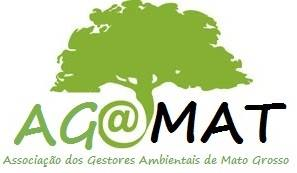 AG@MAT
Associação dos Gestores Ambientais de Mato Grosso